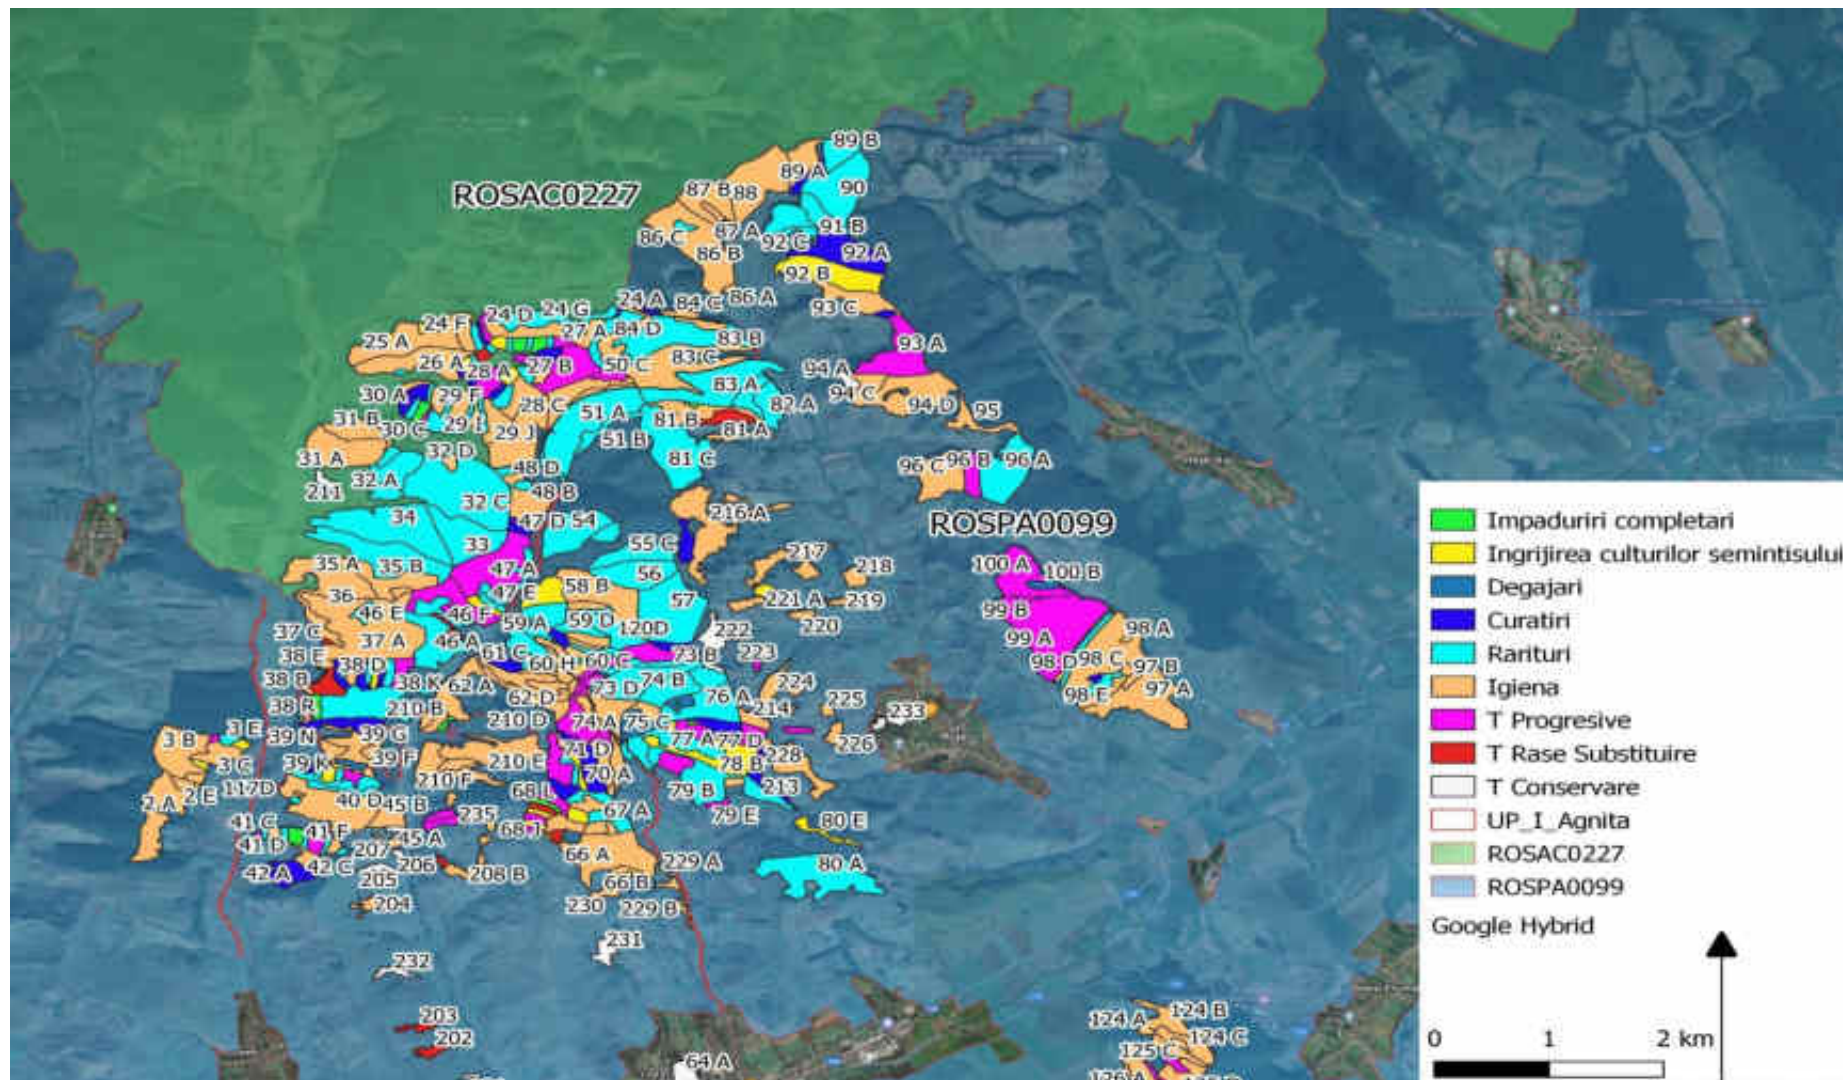 89 B
89 A
90
87 B
88
ROSAC0227
91 B
87 A
86 C
92 C
86 B
92 A
92 B
86 A
24 A
84 C
93 C
24 G
24 D
24 F
27 A
84 D
83 B
25 A
93 A
83 C
26 A
27 B
50 C
28 A
94 A
83 A
30 A
29 F
94 C
28 C
94 D
82 A
95
51 A
31 B
81 B
29 I
30 C
81 A
29 J
51 B
32 D
31 A
81 C
96 C
96 B
96 A
48 D
32 A
211
48 B
32 C
216 A
34
47 D
54
ROSPA0099
33
55 C
217
35 A
35 B
47 A
56
218
100 A
100 B
58 B
47 E
36
57
221 A
219
46 E
46 F
99 B
59 A
59 D
120D
220
98 A
37 C
37 A
46 A
222
99 A
38 E
61 C
60 H
60 C
73 B
223
98 D
98 C
97 B
38 D
38 B
38 K
62 A
73 D
74 B
224
97 A
62 D
76 A
98 E
38 R
210 B
214
225
233
210 D
74 A
75 C
3 E
39 N
39 G
3 B
77 A
77 D
226
71 D
228
39 F
3 C
39 K
210 E
78 B
210 F
70 A
117D
2 E
213
68 L
79 B
2 A
40 D
45 B
235
67 A
79 E
80 E
41 C
41 F
68 J
45 A
41 D
207
66 A
229 A
80 A
42 A
42 C
206
208 B
205
66 B
204
230
229 B
231
232
203
202
64 A
124 B
124 A
124 C
125 C
126 A
Impaduriri completari
Ingrijirea culturilor semintisului
Degajari
Curatiri
Rarituri
Igiena
T Progresive
T Rase Substituire
T Conservare
UP_I_Agnita
ROSAC0227
ROSPA0099
Google Hybrid
0 1 2 km